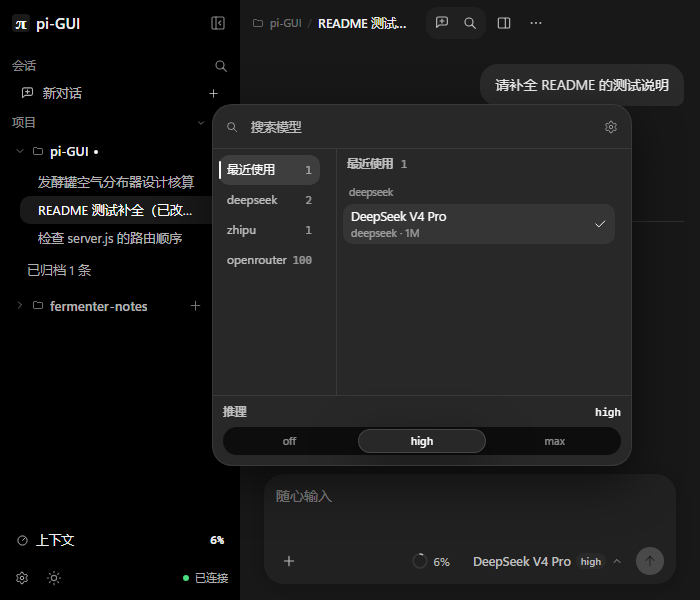 π pi-GUI
会话
新对话
项目
pi-GUI
发酵罐空气分布器设计核算
README 测试补全（已改...
检查 server.js 的路由顺序
已归档 1 条
fermenter-notes
上下文 6%
已连接
pi-GUI / README 测试...
请补全 README 的测试说明
搜索模型
最近使用 1
deepseek 2
zhipu 1
openrouter 100
最近使用 1
deepseek
DeepSeek V4 Pro
deepseek · 1M
推理 high
off high max
随心输入
6% DeepSeek V4 Pro high